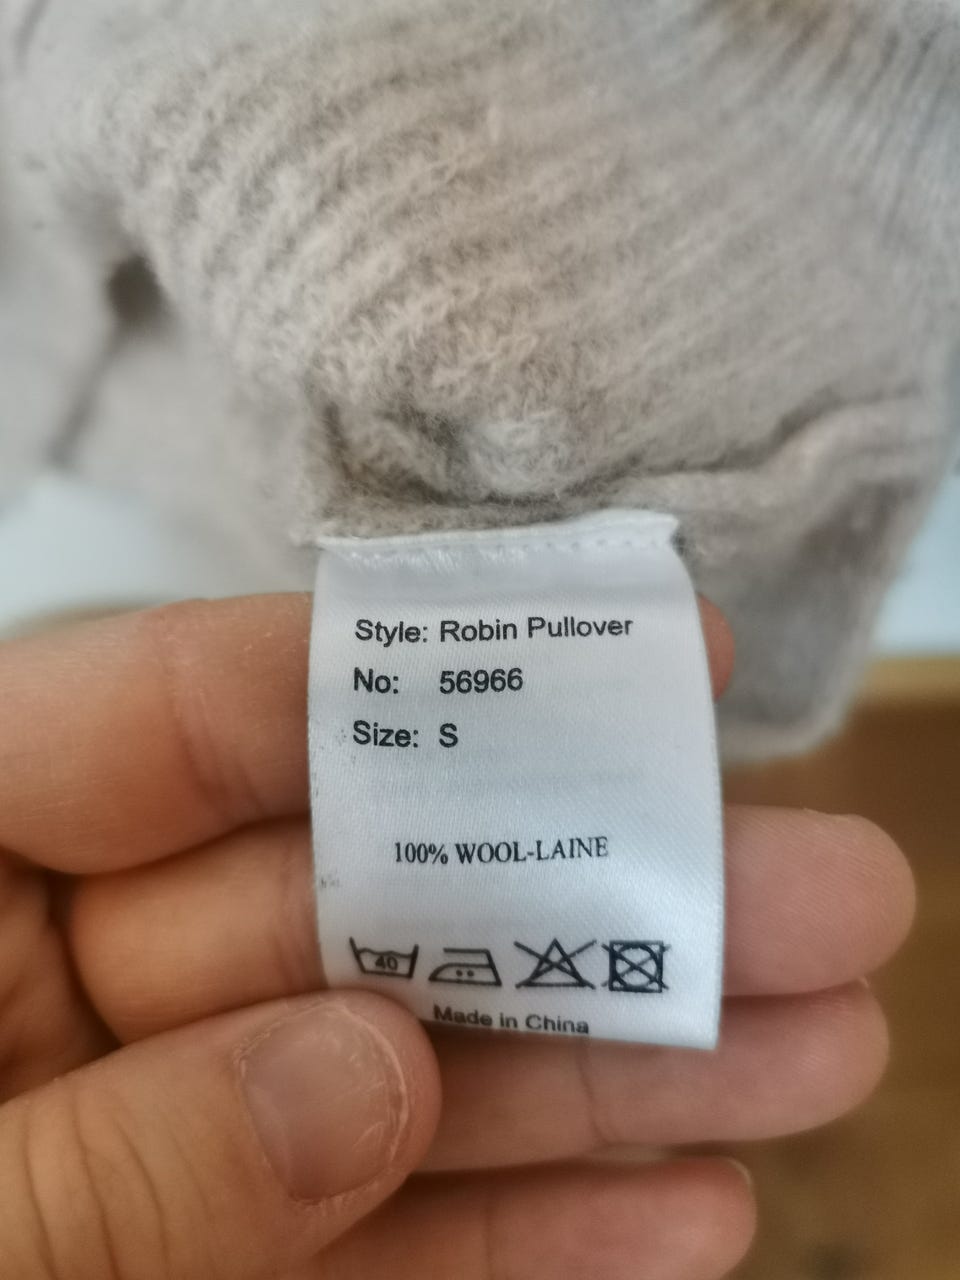 Style: Robin Pullover
No: 56966
Size: S
100% WOOL-LAINE
40
Made in China